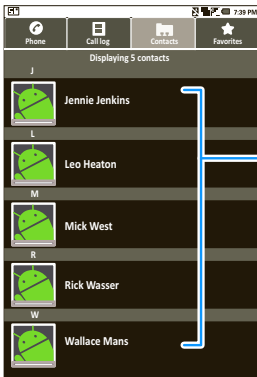 7:39 PM
Phone Call log Contacts Favorites
Displaying 5 contacts
J
Jennie Jenkins
L
Leo Heaton
M
Mick West
R
Rick Wasser
W
Wallace Mans